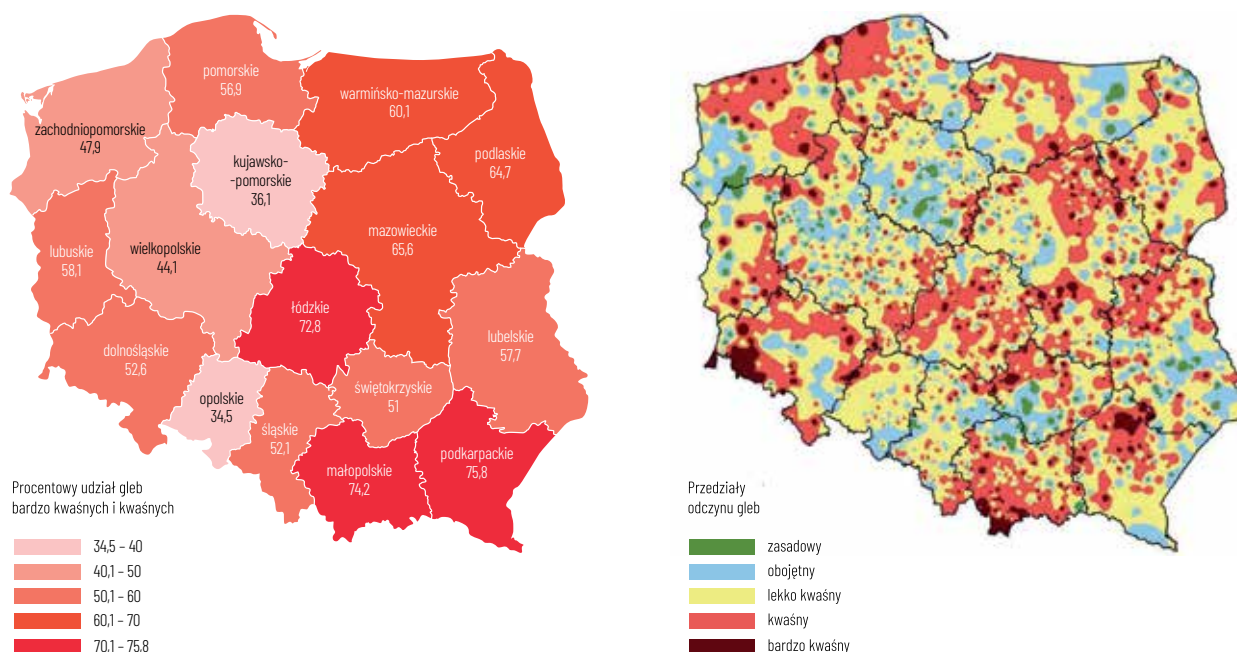 pomorskie
56,9
warmińsko-mazurskie
60,1
zachodniopomorskie
47,9
kujawsko-
-pomorskie
36,1
podlaskie
64,7
lubuskie
58,1
wielkopolskie
44,1
mazowieckie
65,6
łódzkie
72,8
lubelskie
57,7
dolnośląskie
52,6
opolskie
34,5
świętokrzyskie
51
śląskie
52,1
małopolskie
74,2
podkarpackie
75,8
Procentowy udział gleb
bardzo kwaśnych i kwaśnych
34,5 – 40
40,1 – 50
50,1 – 60
60,1 – 70
70,1 – 75,8
Przedziały
odczynu gleb
zasadowy
obojętny
lekko kwaśny
kwaśny
bardzo kwaśny